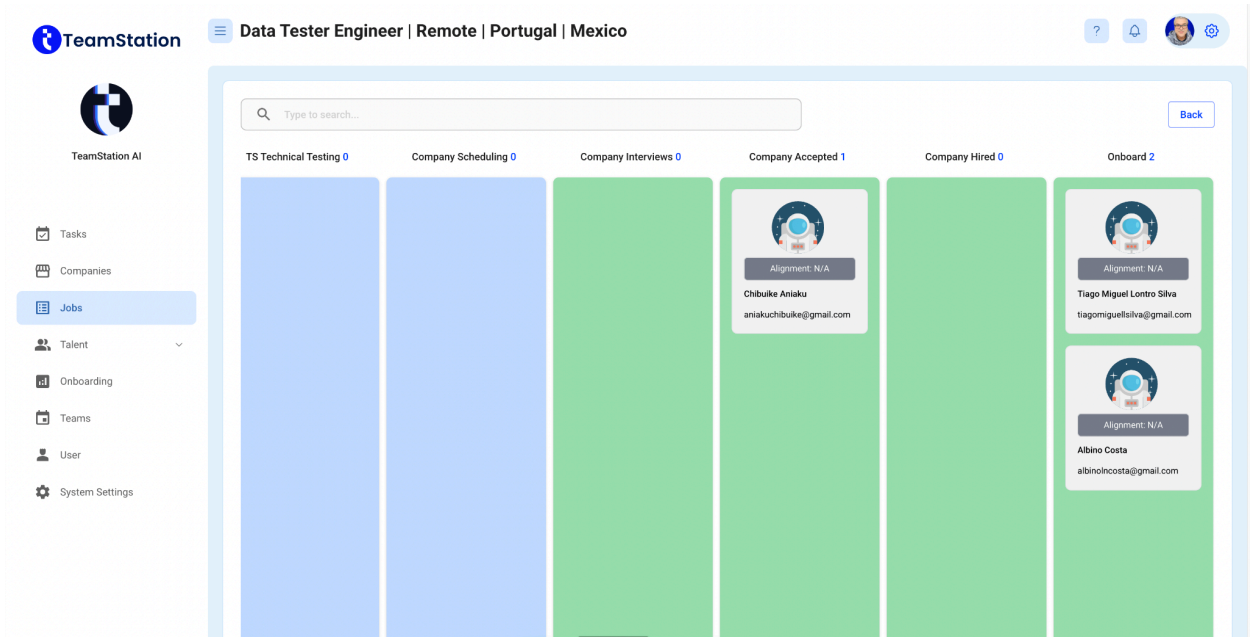 TeamStation
Data Tester Engineer | Remote | Portugal | Mexico
?
TeamStation AI
Tasks
Companies
Jobs
Talent
Onboarding
Teams
User
System Settings
Type to search...
Back
TS Technical Testing 0
Company Scheduling 0
Company Interviews 0
Company Accepted 1
Company Hired 0
Onboard 2
Alignment: N/A
Chibuike Aniaku
aniakuchibuike@gmail.com
Alignment: N/A
Tiago Miguel Lontro Silva
tiagomiguellsilva@gmail.com
Alignment: N/A
Albino Costa
albinolncosta@gmail.com